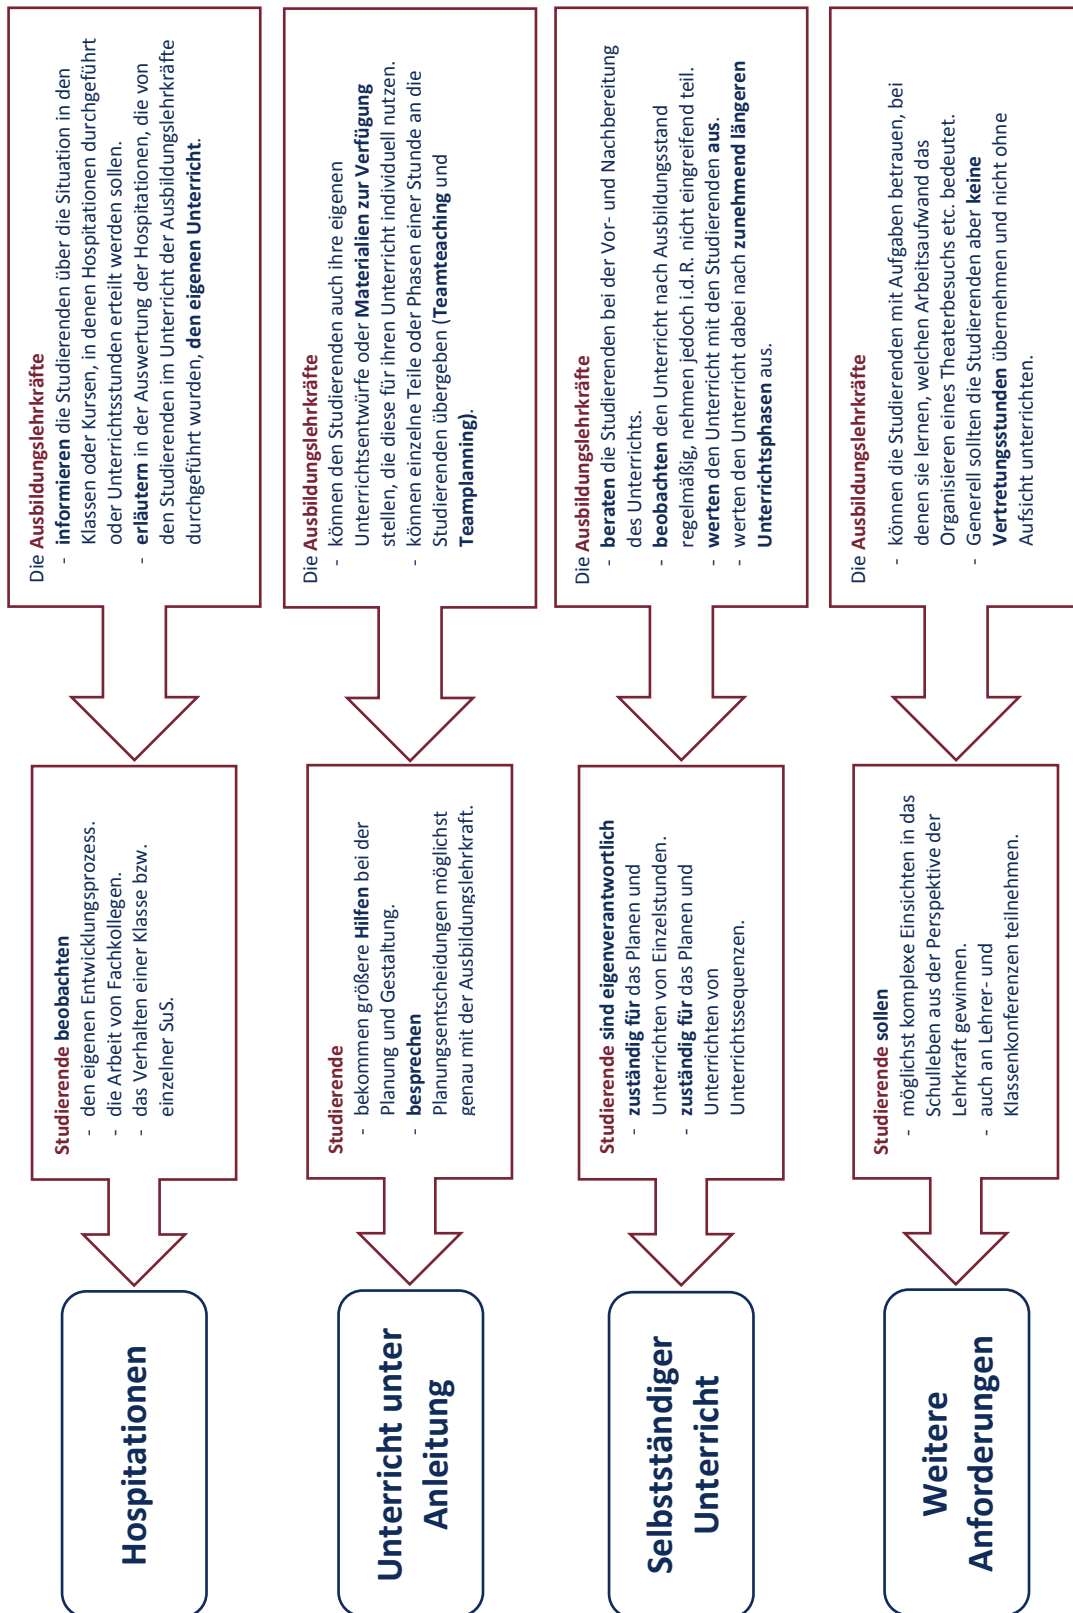 Hospitationen
Studierende beobachten
- den eigenen Entwicklungsprozess.
- die Arbeit von Fachkollegen.
- das Verhalten einer Klasse bzw.
einzelner SuS.
Die Ausbildungslehrkräfte
- informieren die Studierenden über die Situation in den
Klassen oder Kursen, in denen Hospitationen durchgeführt
oder Unterrichtsstunden erteilt werden sollen.
- erläutern in der Auswertung der Hospitationen, die von
den Studierenden im Unterricht der Ausbildungslehrkräfte
durchgeführt wurden, den eigenen Unterricht.
Unterricht unter
Anleitung
Studierende
- bekommen größere Hilfen bei der
Planung und Gestaltung.
- besprechen
Planungsentscheidungen möglichst
genau mit der Ausbildungslehrkraft.
Die Ausbildungslehrkräfte
- können den Studierenden auch ihre eigenen
Unterrichtsentwürfe oder Materialien zur Verfügung
stellen, die diese für ihren Unterricht individuell nutzen.
- können einzelne Teile oder Phasen einer Stunde an die
Studierenden übergeben (Teamteaching und
Teamplanning).
Selbstständiger
Unterricht
Studierende sind eigenverantwortlich
- zuständig für das Planen und
Unterrichten von Einzelstunden.
- zuständig für das Planen und
Unterrichten von
Unterrichtssequenzen.
Die Ausbildungslehrkräfte
- beraten die Studierenden bei der Vor- und Nachbereitung
des Unterrichts.
- beobachten den Unterricht nach Ausbildungsstand
regelmäßig, nehmen jedoch i.d.R. nicht eingreifend teil.
- werten den Unterricht mit den Studierenden aus.
- werten den Unterricht dabei nach zunehmend längeren
Unterrichtsphasen aus.
Weitere
Anforderungen
Studierende sollen
- möglichst komplexe Einsichten in das
Schulleben aus der Perspektive der
Lehrkraft gewinnen.
- auch an Lehrer- und
Klassenkonferenzen teilnehmen.
Die Ausbildungslehrkräfte
- können die Studierenden mit Aufgaben betrauen, bei
denen sie lernen, welchen Arbeitsaufwand das
Organisieren eines Theaterbesuchs etc. bedeutet.
- Generell sollten die Studierenden aber keine
Vertretungsstunden übernehmen und nicht ohne
Aufsicht unterrichten.